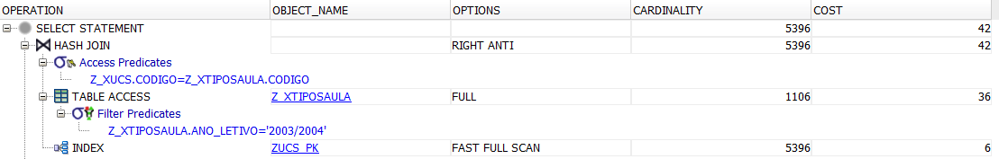 OPERATION OBJECT_NAME OPTIONS CARDINALITY COST
SELECT STATEMENT 5396 42
HASH JOIN RIGHT ANTI 5396 42
Access Predicates
Z_XUCS.CODIGO=Z_XTIPOSAULA.CODIGO
TABLE ACCESS Z_XTIPOSAULA FULL 1106 36
Filter Predicates
Z_XTIPOSAULA.ANO_LETIVO='2003/2004'
INDEX ZUCS_PK FAST FULL SCAN 5396 6